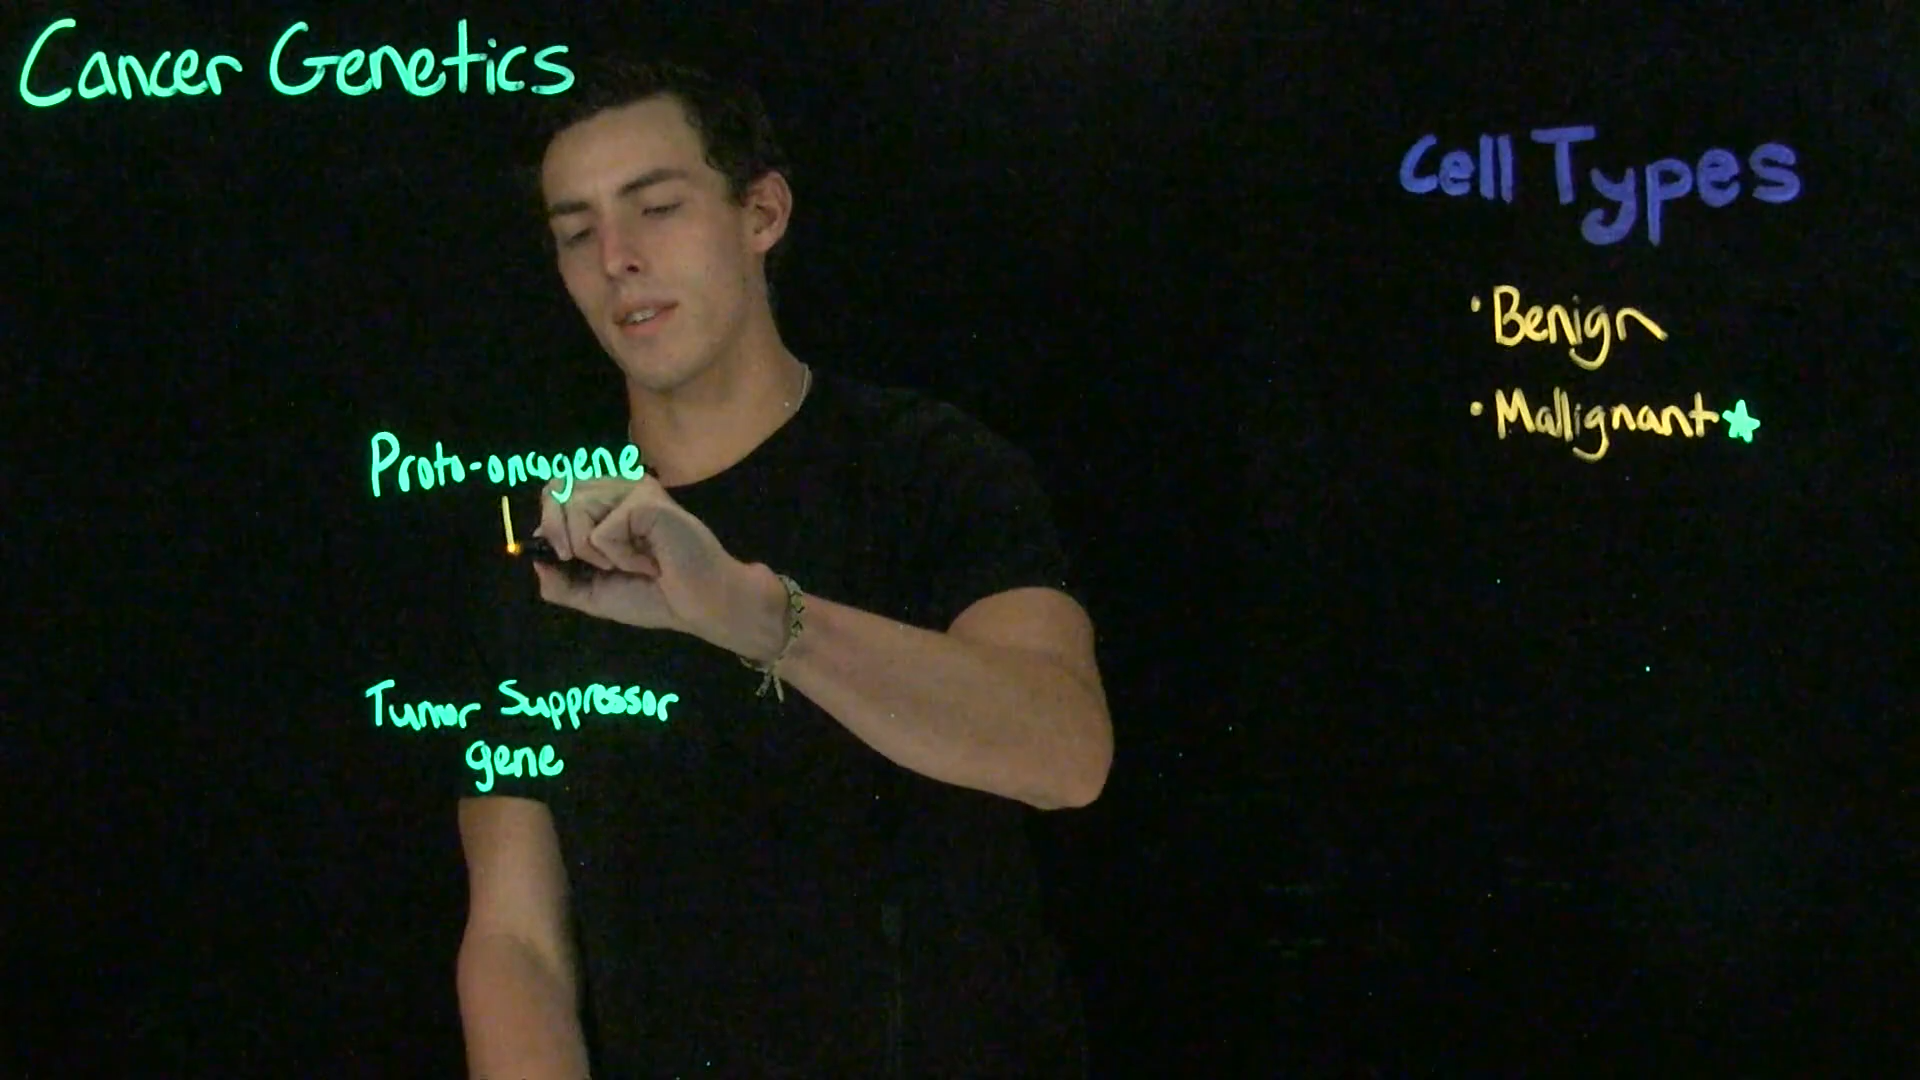 Cancer Genetics
Cell Types
• Benign
• Mallignant
Proto-oncogene
Tumor Suppressor
gene